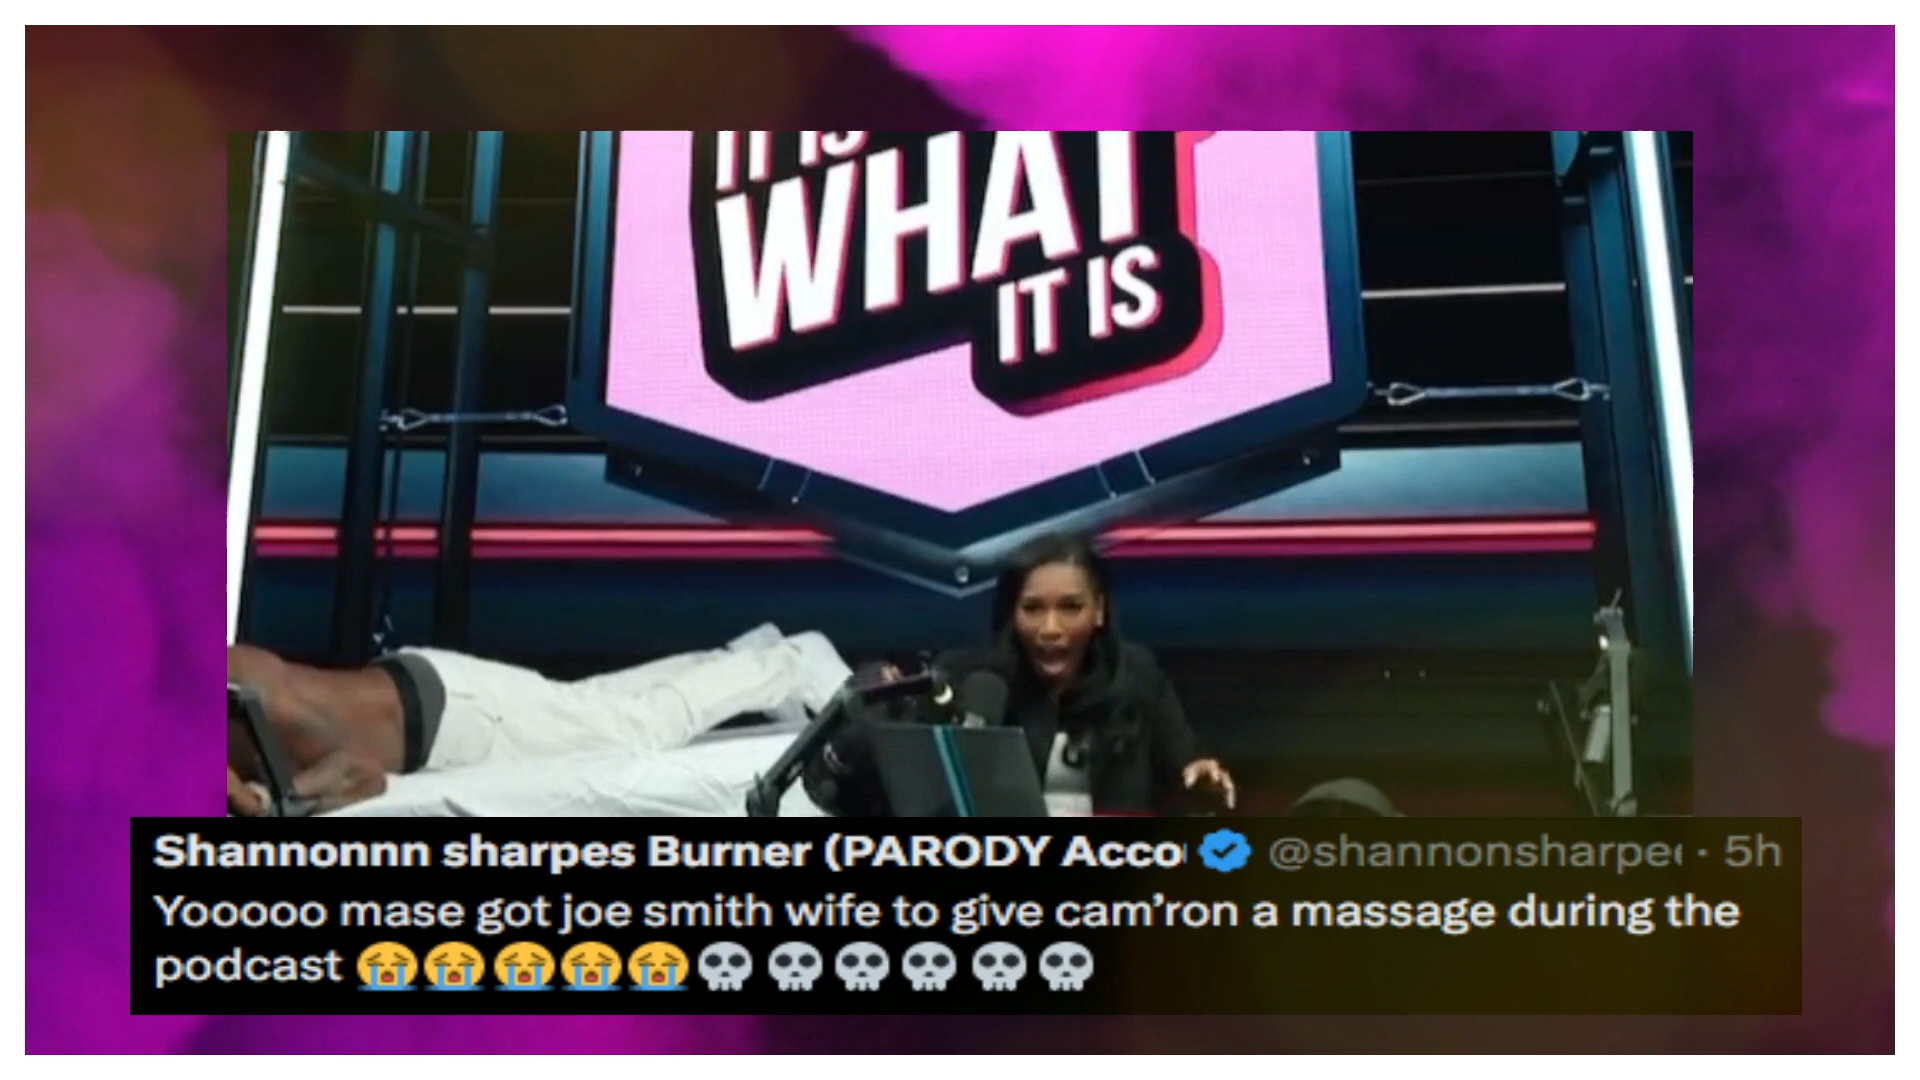 IT IS
WHAT
IT IS
Shannonnn sharpes Burner (PARODY Acco @shannonsharpe · 5h
Yooooo mase got joe smith wife to give cam’ron a massage during the
podcast 😭😭😭😭😭💀💀💀💀💀💀